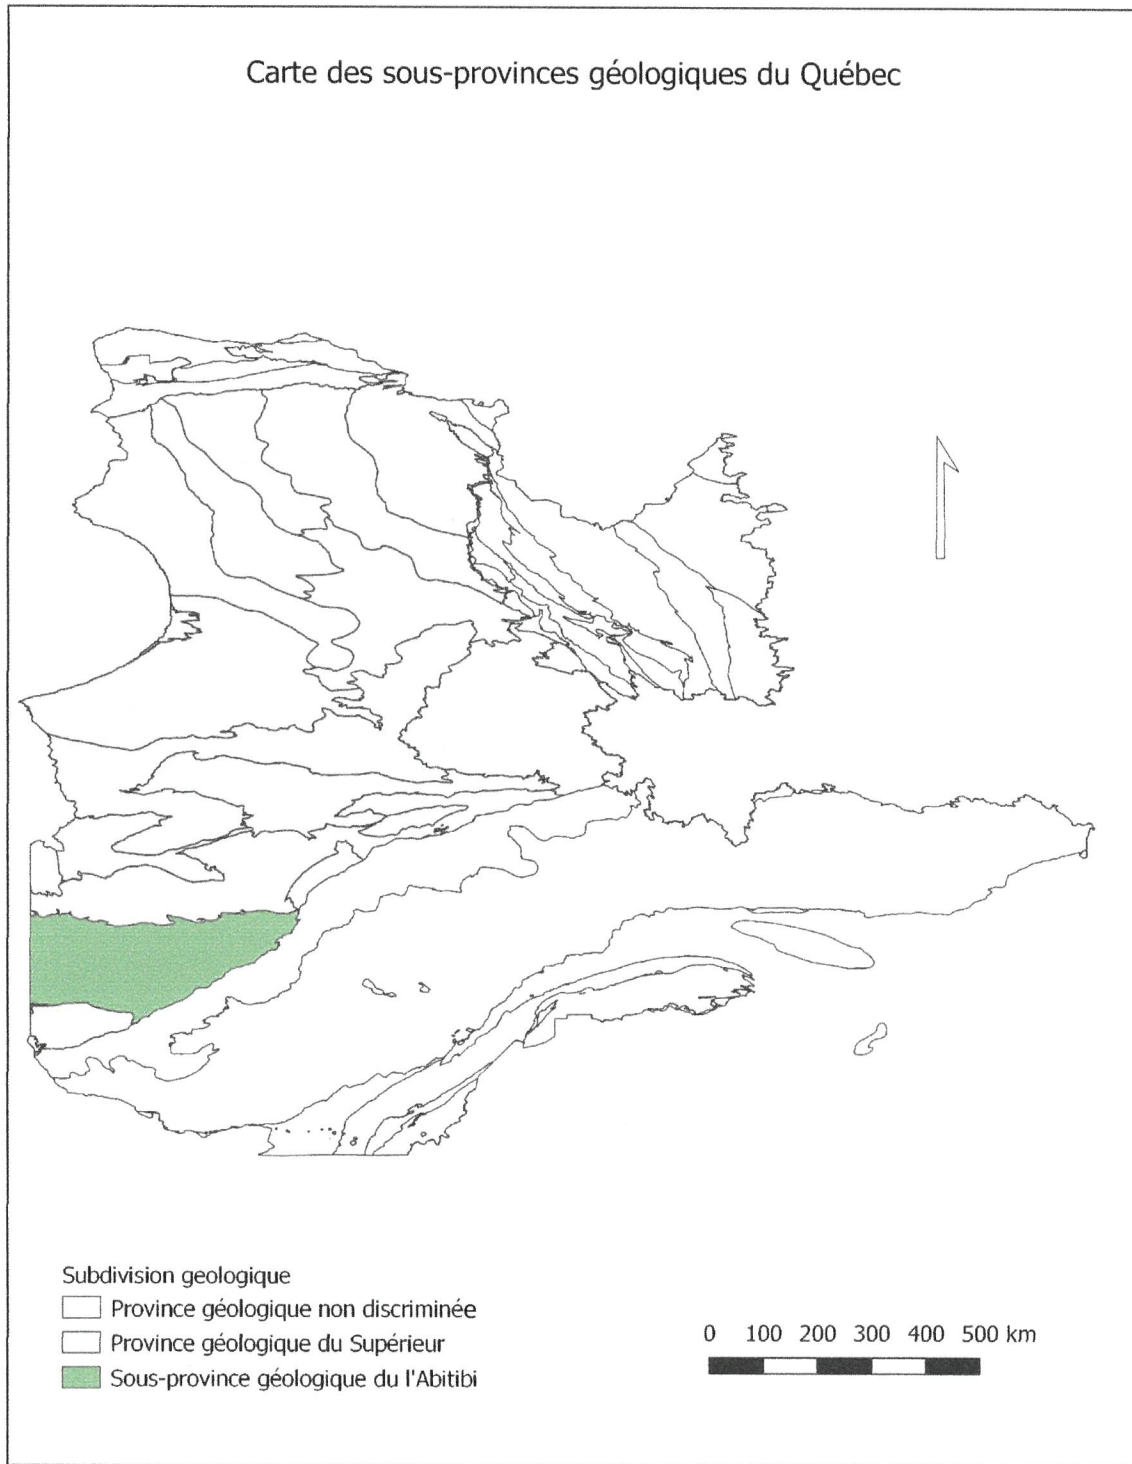 Carte des sous-provinces géologiques du Québec
Subdivision geologique
Province géologique non discriminée
Province géologique du Supérieur
Sous-province géologique du l'Abitibi
0 100 200 300 400 500 km